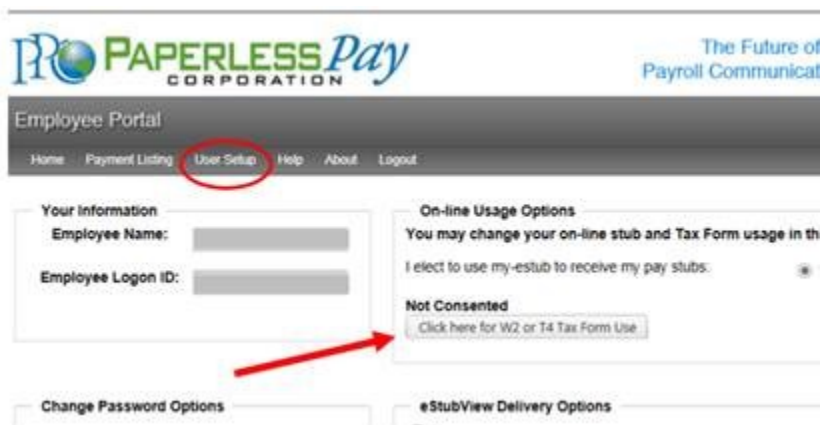 PPC PAPERLESS Pay
CORPORATION
The Future of
Payroll Communicat
Employee Portal
Home Payment Listing User Setup Help About Logout
Your Information
Employee Name:
Employee Logon ID:
On-line Usage Options
You may change your on-line stub and Tax Form usage in th
I elect to use my-estub to receive my pay stubs:
Not Consented
Click here for W2 or T4 Tax Form Use
Change Password Options
eStubView Delivery Options